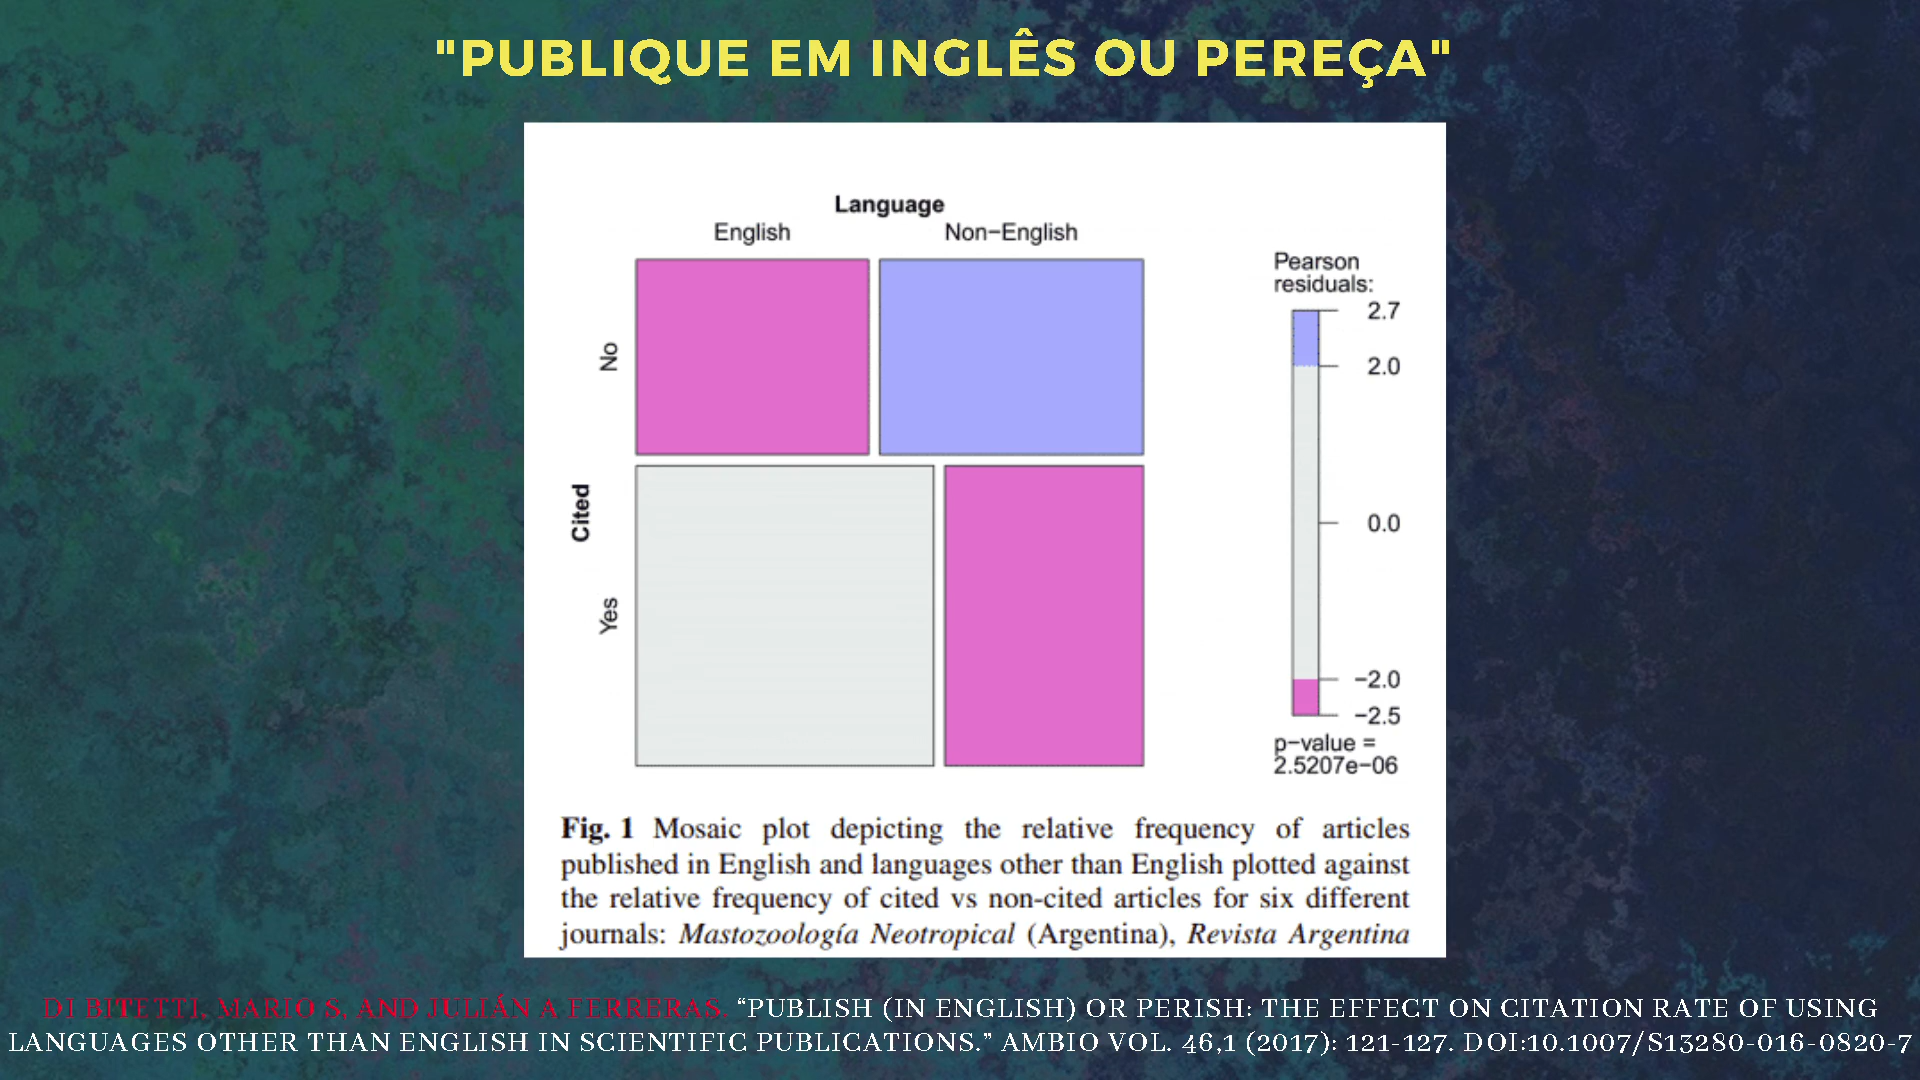 "PUBLIQUE EM INGLÊS OU PEREÇA"
Language
English Non−English
No
Cited
Yes
Pearson
residuals:
2.7
2.0
0.0
−2.0
−2.5
p−value =
2.5207e−06
Fig. 1 Mosaic plot depicting the relative frequency of articles
published in English and languages other than English plotted against
the relative frequency of cited vs non-cited articles for six different
journals: Mastozoología Neotropical (Argentina), Revista Argentina
DI BITETTI, MARIO S, AND JULIÁN A FERRERAS. “PUBLISH (IN ENGLISH) OR PERISH: THE EFFECT ON CITATION RATE OF USING
LANGUAGES OTHER THAN ENGLISH IN SCIENTIFIC PUBLICATIONS.” AMBIO VOL. 46,1 (2017): 121-127. DOI:10.1007/S13280-016-0820-7